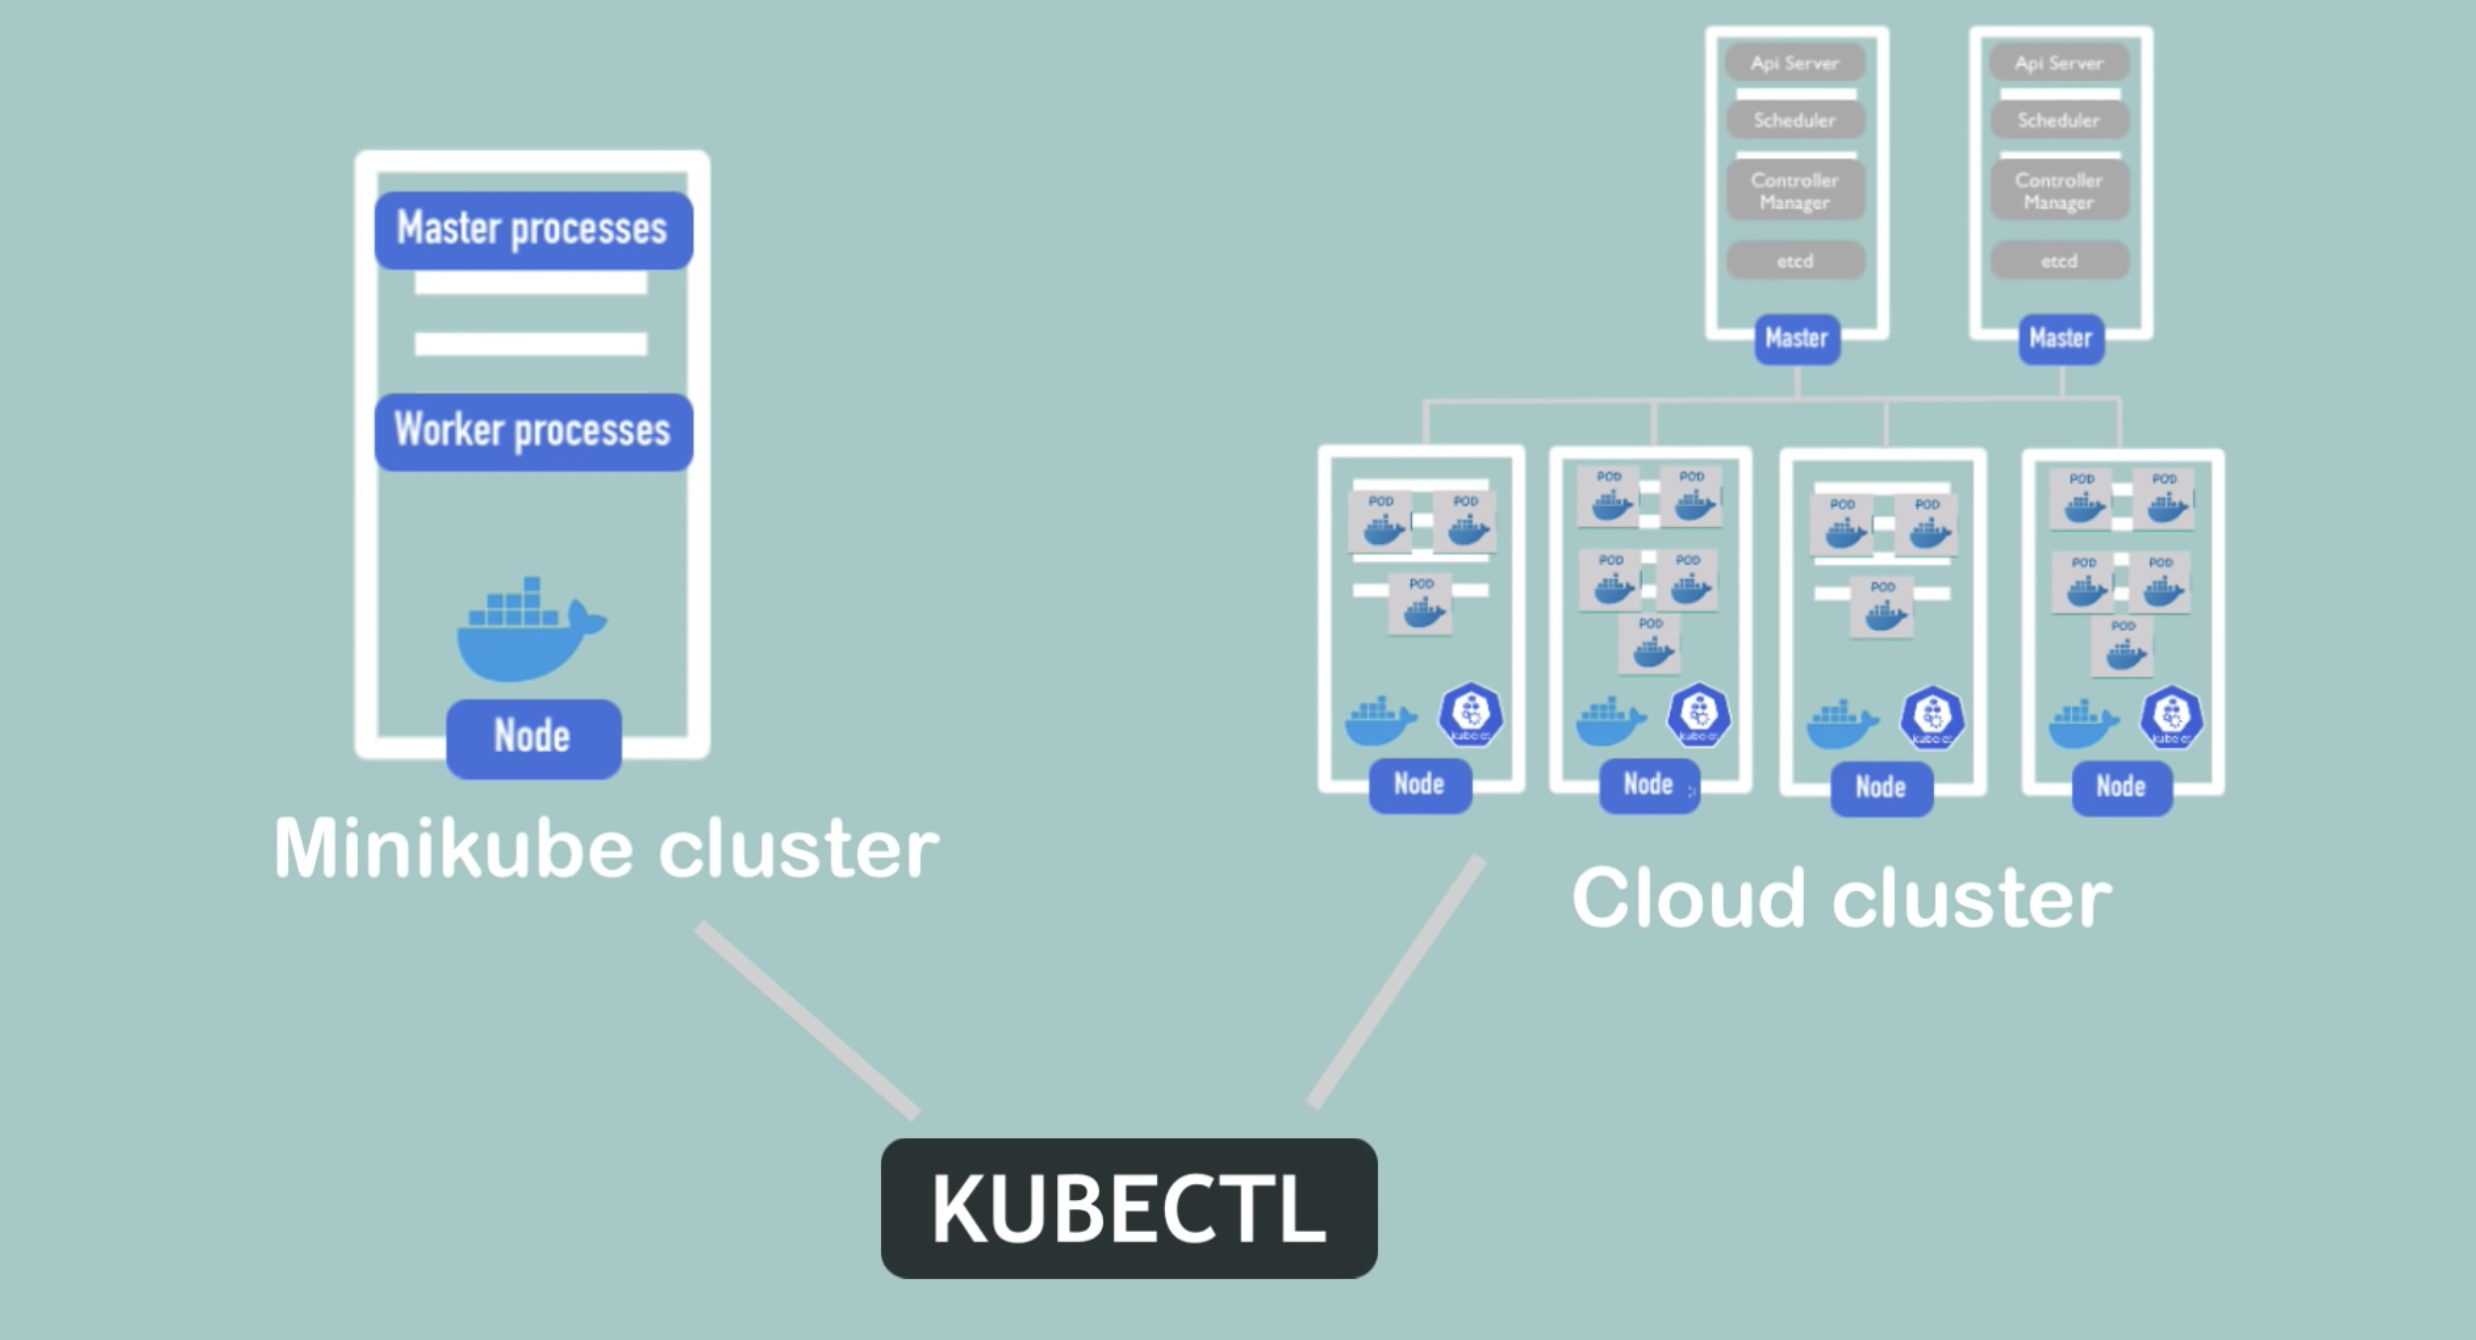 Master processes
Worker processes
Node
Minikube cluster
Api Server
Scheduler
Controller
Manager
etcd
Master
Api Server
Scheduler
Controller
Manager
etcd
Master
POD
POD
POD
Node
POD
POD
POD
POD
POD
Node
POD
POD
POD
Node
POD
POD
POD
POD
POD
Node
Cloud cluster
KUBECTL